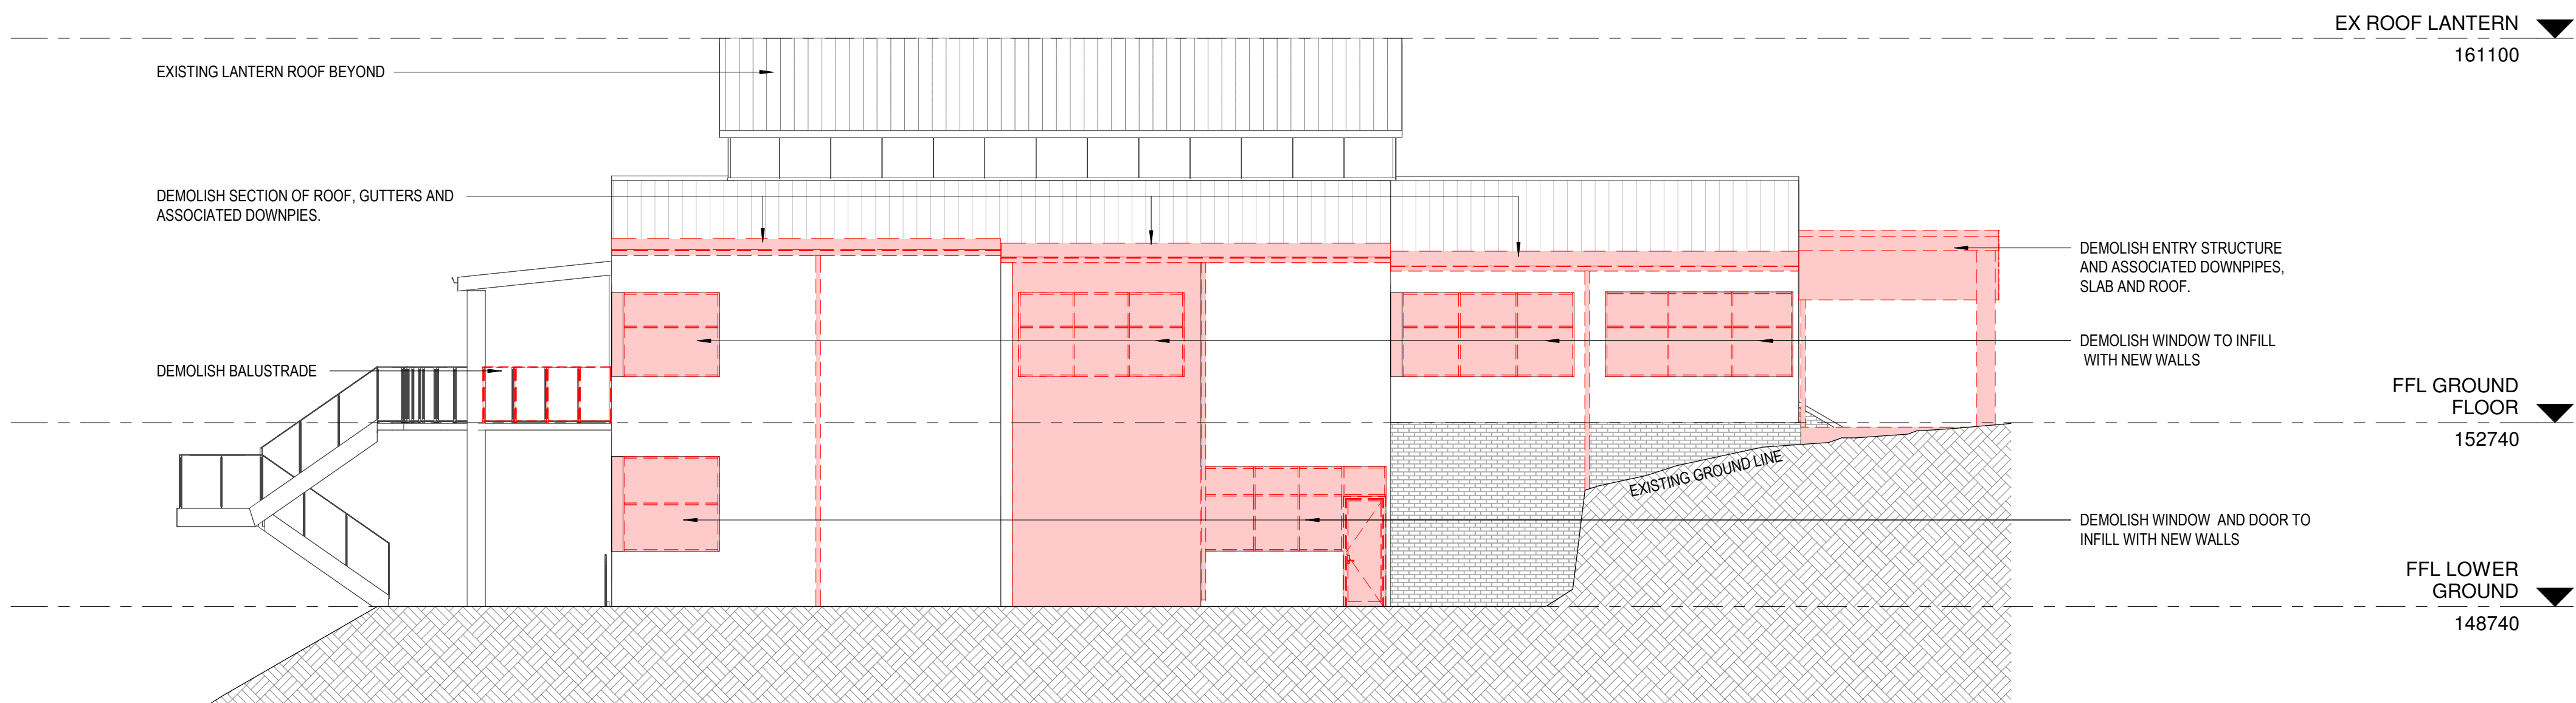 EX ROOF LANTERN
161100
EXISTING LANTERN ROOF BEYOND
DEMOLISH SECTION OF ROOF, GUTTERS AND
ASSOCIATED DOWNPIES.
DEMOLISH ENTRY STRUCTURE
AND ASSOCIATED DOWNPIPES,
SLAB AND ROOF.
DEMOLISH WINDOW TO INFILL
WITH NEW WALLS
DEMOLISH BALUSTRADE
FFL GROUND
FLOOR
152740
EXISTING GROUND LINE
DEMOLISH WINDOW AND DOOR TO
INFILL WITH NEW WALLS
FFL LOWER
GROUND
148740